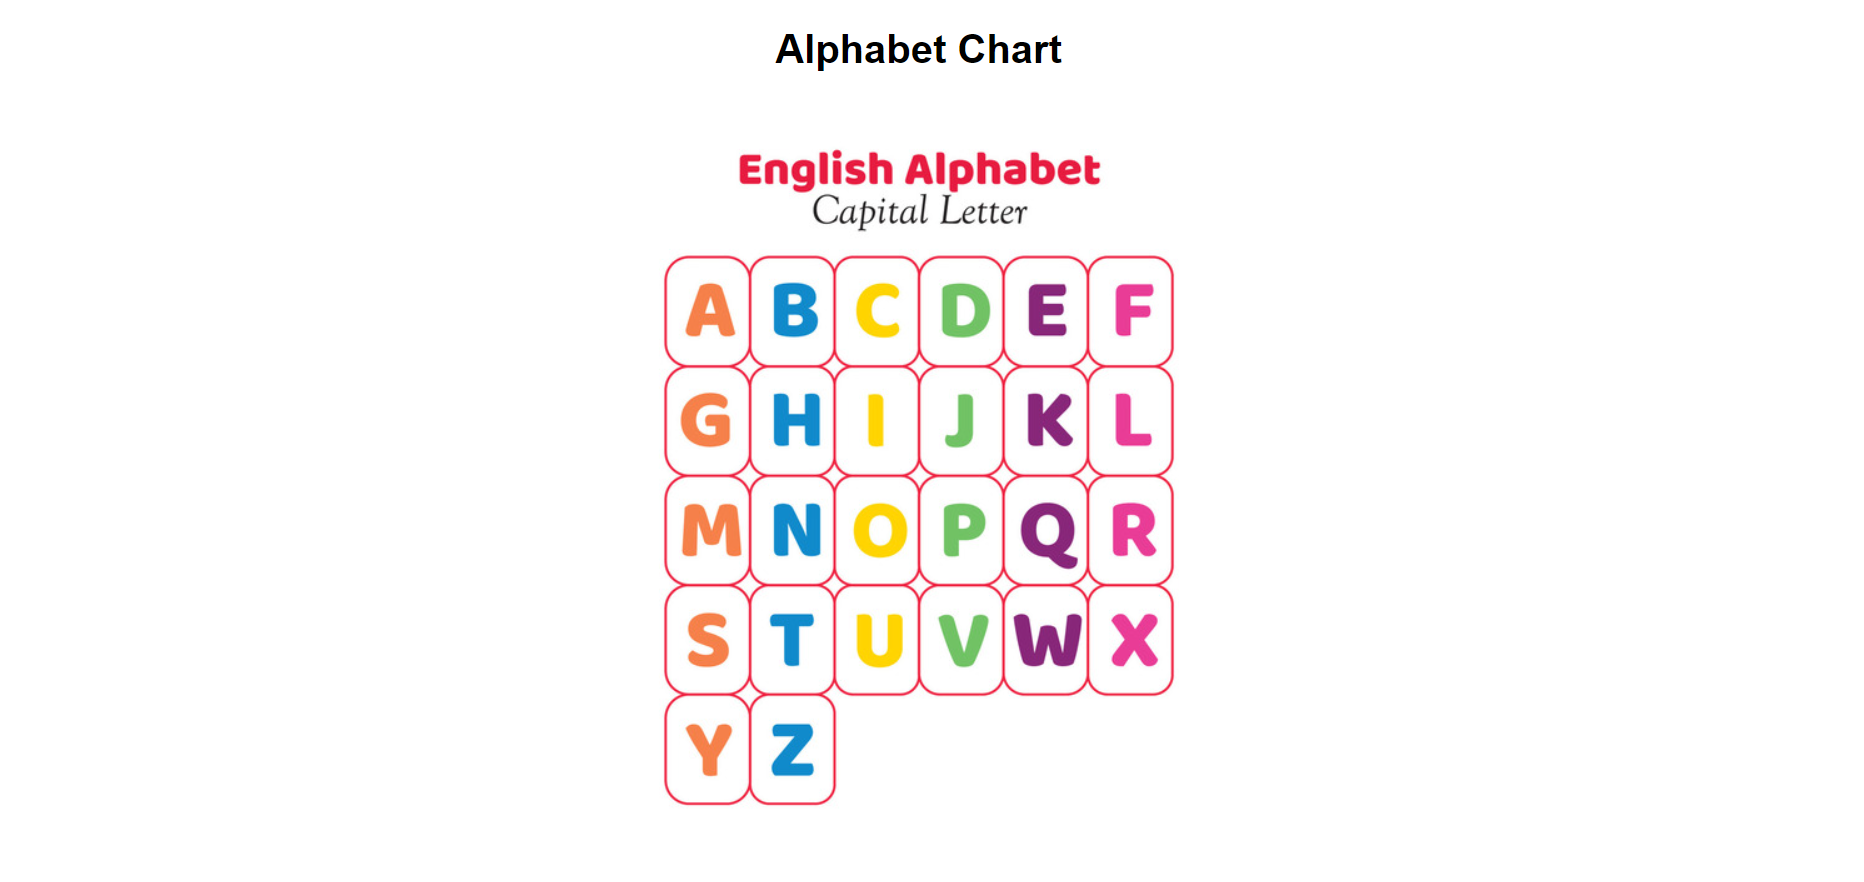 Alphabet Chart
English Alphabet
Capital Letter
A B C D E F
G H I J K L
M N O P Q R
S T U V W X
Y Z